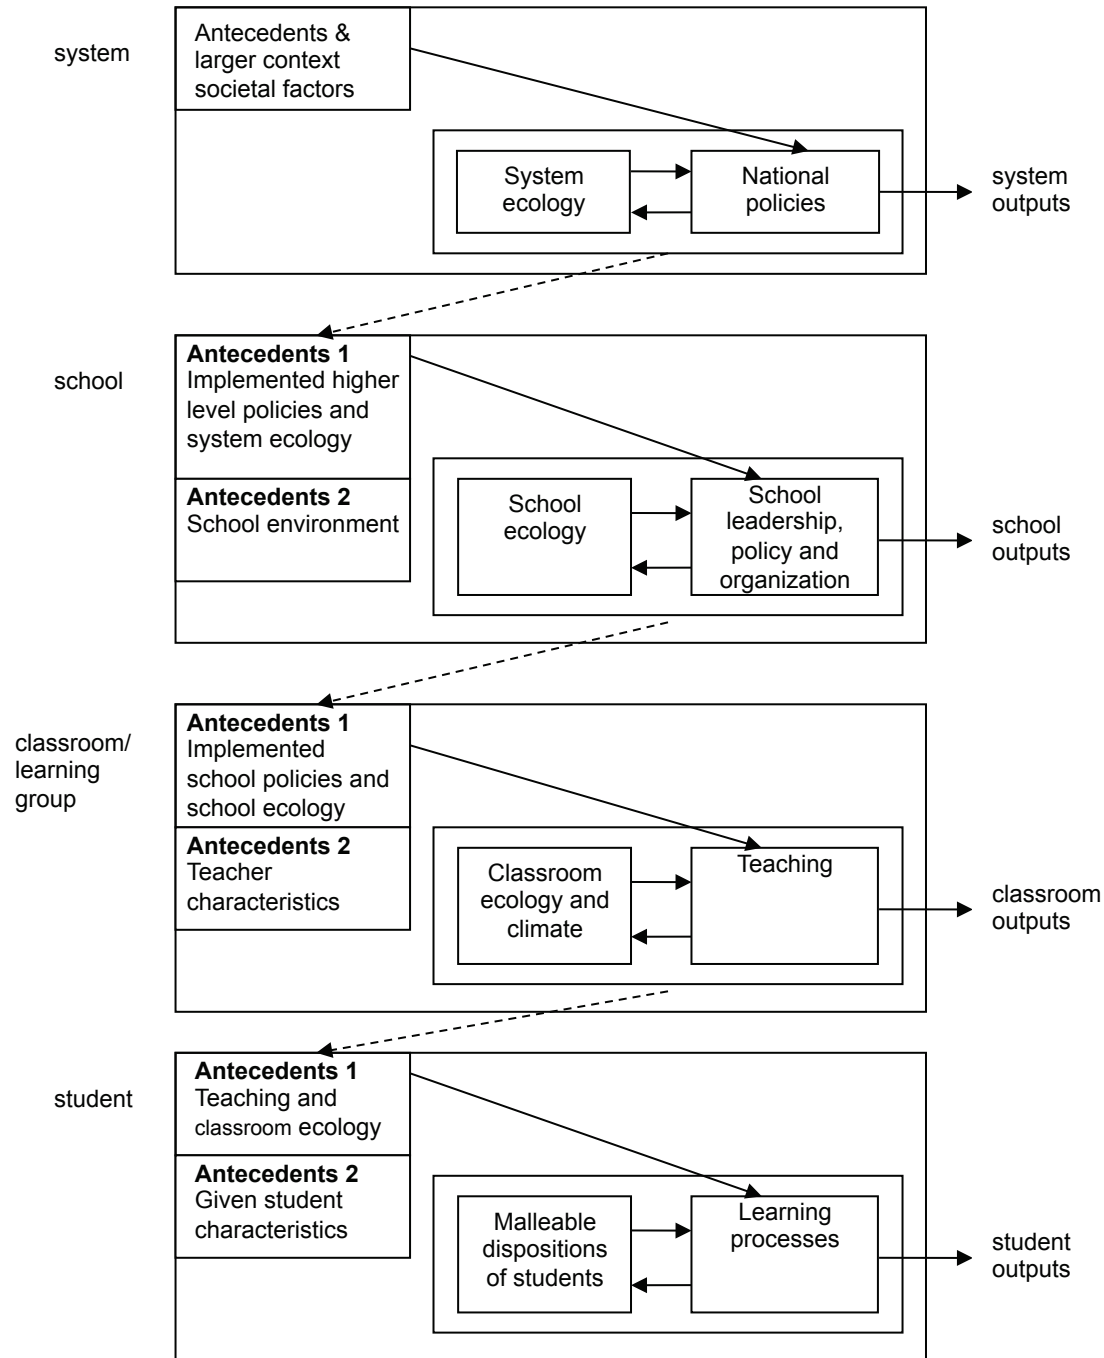 system
Antecedents &
larger context
societal factors
System
ecology
National
policies
system
outputs
school
Antecedents 1
Implemented higher
level policies and
system ecology
Antecedents 2
School environment
School
ecology
School
leadership,
policy and
organization
school
outputs
classroom/
learning
group
Antecedents 1
Implemented
school policies and
school ecology
Antecedents 2
Teacher
characteristics
Classroom
ecology and
climate
Teaching
classroom
outputs
student
Antecedents 1
Teaching and
classroom ecology
Antecedents 2
Given student
characteristics
Malleable
dispositions
of students
Learning
processes
student
outputs